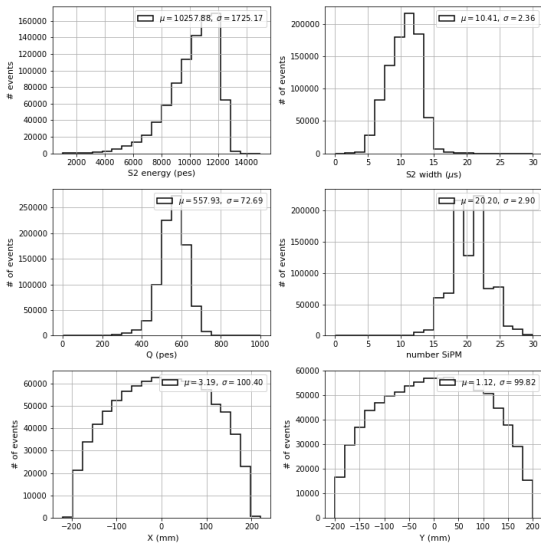 160000
140000
120000
100000
80000
60000
40000
20000
0
# events
μ=10257.88, σ=1725.17
2000 4000 6000 8000 10000 12000 14000
S2 energy (pes)
200000
150000
100000
50000
0
# of events
μ=10.41, σ=2.36
0 5 10 15 20 25 30
S2 width (μs)
250000
200000
150000
100000
50000
0
# of events
μ=557.93, σ=72.69
0 200 400 600 800 1000
Q (pes)
200000
150000
100000
50000
0
# of events
μ=20.20, σ=2.90
0 5 10 15 20 25 30
number SiPM
60000
50000
40000
30000
20000
10000
0
# of events
μ=3.19, σ=100.40
−200 −100 0 100 200
X (mm)
60000
50000
40000
30000
20000
10000
0
# of events
μ=1.12, σ=99.82
−200 −150 −100 −50 0 50 100 150 200
Y (mm)